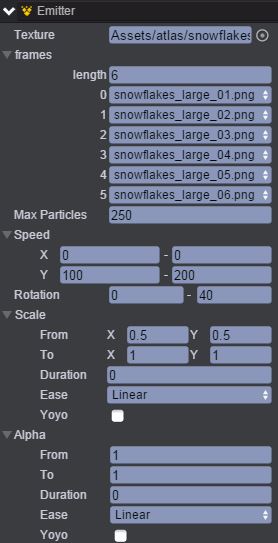 Emitter
Texture Assets/atlas/snowflakes
frames
length 6
0 snowflakes_large_01.png
1 snowflakes_large_02.png
2 snowflakes_large_03.png
3 snowflakes_large_04.png
4 snowflakes_large_05.png
5 snowflakes_large_06.png
Max Particles 250
Speed
X 0 - 0
Y 100 - 200
Rotation 0 - 40
Scale
From X 0.5 Y 0.5
To X 1 Y 1
Duration 0
Ease Linear
Yoyo
Alpha
From 1
To 1
Duration 0
Ease Linear
Yoyo